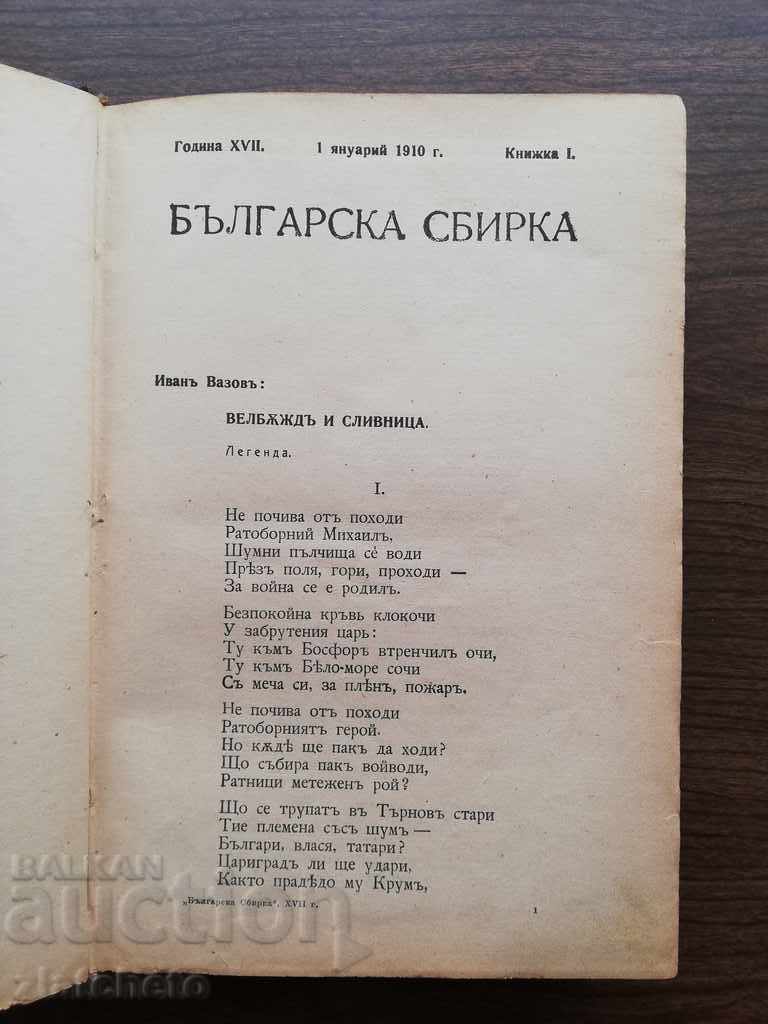 Година XVII. 1 януарий 1910 г. Книжка I.
БЪЛГАРСКА СБИРКА
Иванъ Вазовъ:
ВЕЛБѪЖДЪ И СЛИВНИЦА.
Легенда.
I.
Не почива отъ походи
Ратоборний Михаилъ,
Шумни пълчища сé води
Прѣзъ поля, гори, проходи —
За война се е родилъ.
Безпокойна кръвь клокочи
У забрутения царь:
Ту къмъ Босфоръ втренчилъ очи,
Ту къмъ Бѣло-море сочи
Съ меча си, за плѣнъ, пожаръ.
Не почива отъ походи
Ратоборниятъ герой.
Но кѫдѣ ще пакъ да ходи?
Що събира пакъ войводи,
Ратници метеженъ рой?
Що се трупатъ въ Търновъ стари
Тие племена съсъ шумъ —
Българи, влася, татари?
Цариградъ ли ще удари,
Както прадѣдо му Крумъ,
„Българска Сбирка“, XVII г. 1
BALKAN
auction
zlatcheto